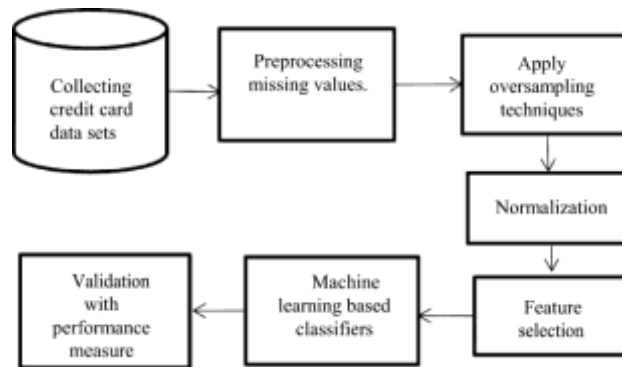 Collecting
credit card
data sets
Preprocessing
missing values.
Apply
oversampling
techniques
Normalization
Feature
selection
Machine
learning based
classifiers
Validation
with
performance
measure